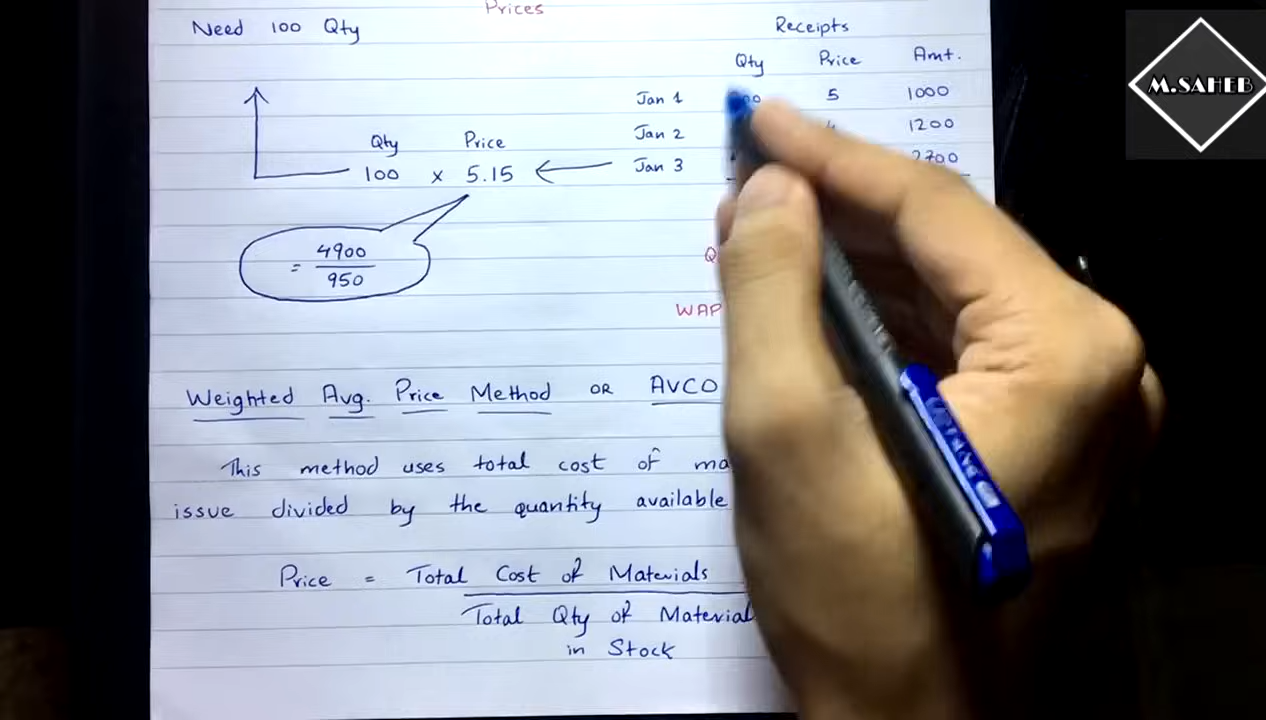 Prices
Need 100 Qty
Receipts
Qty Price Amt.
Jan 1 5 1000
Jan 2 4 1200
Jan 3 2700
Qty Price
100 x 5.15
= 4900
950
WAP
Weighted Avg. Price Method OR AVCO
This method uses total cost of
issue divided by the quantity available
Price = Total Cost of Materials
Total Qty of Material
in Stock
M.SAHEB